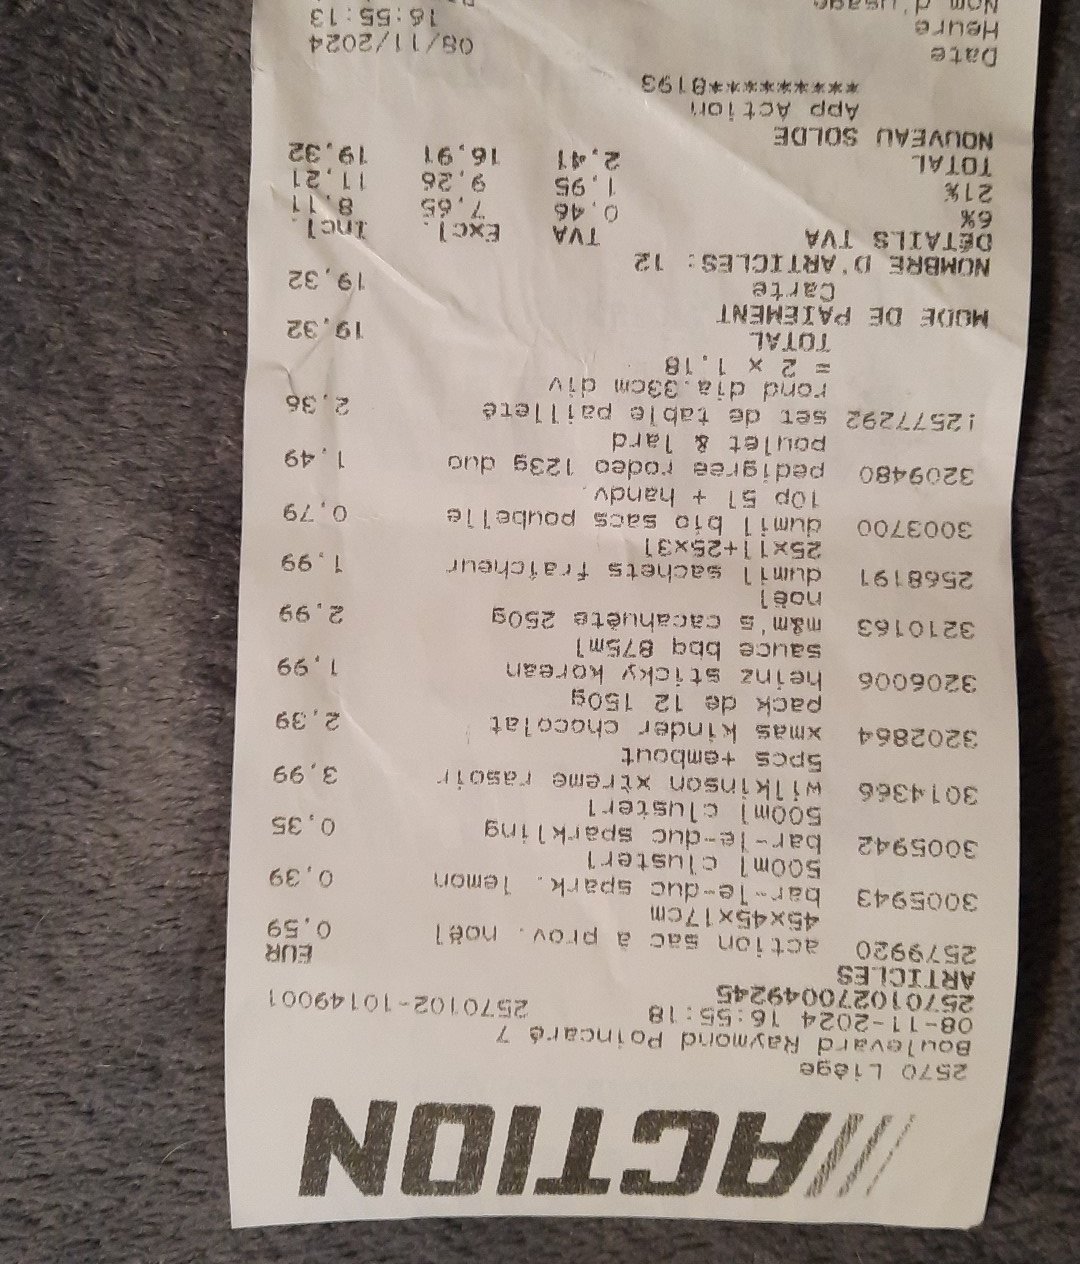 ACTION
2570 Liège
Boulevard Raymond Poincaré 7
08-11-2024 16:55:18 2570102-10149001
257010270049245
ARTICLES EUR
2579920 action sac à prov. noël 0,59
45x45x17cm
3005943 bar-le-duc spark. lemon 0,39
500ml cluster1
3005942 bar-le-duc sparkling 0,35
500ml cluster1
3014366 wilkinson xtreme rasoir 3,99
5pcs +embout
3202864 xmas kinder chocolat 2,39
pack de 12 150g
3206006 heinz sticky korean 1,99
sauce bbq 875ml
3210163 m&m's cacahuète 250g 2,99
noël
2568191 dumil sachets fraîcheur 1,99
25x1l+25x3l
3003700 dumil bio sacs poubelle 0,79
10p 5l + handv.
3209480 pedigree rodeo 123g duo 1,49
poulet & lard
!2577292 set de table pailleté 2,36
rond dia.33cm div
= 2 x 1,18
TOTAL 19,32
MODE DE PAIEMENT
Carte 19,32
NOMBRE D'ARTICLES: 12
DÉTAILS TVA TVA Excl. Incl.
6% 0,46 7,65 8,11
21% 1,95 9,26 11,21
TOTAL 2,41 16,91 19,32
NOUVEAU SOLDE
App Action
*********8193
Date 08/11/2024
Heure 16:55:13
Nom d'usage